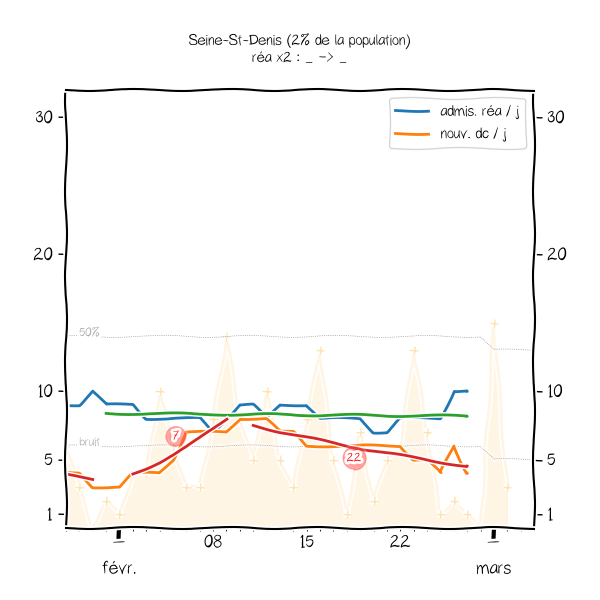 Seine-St-Denis (2% de la population)
réa x2 : _ -> _
admis. réa / j
nouv. dc / j
30 30
20 20
50%
10 10
7
bruit
22
5 5
1 1
08 15 22
févr. mars